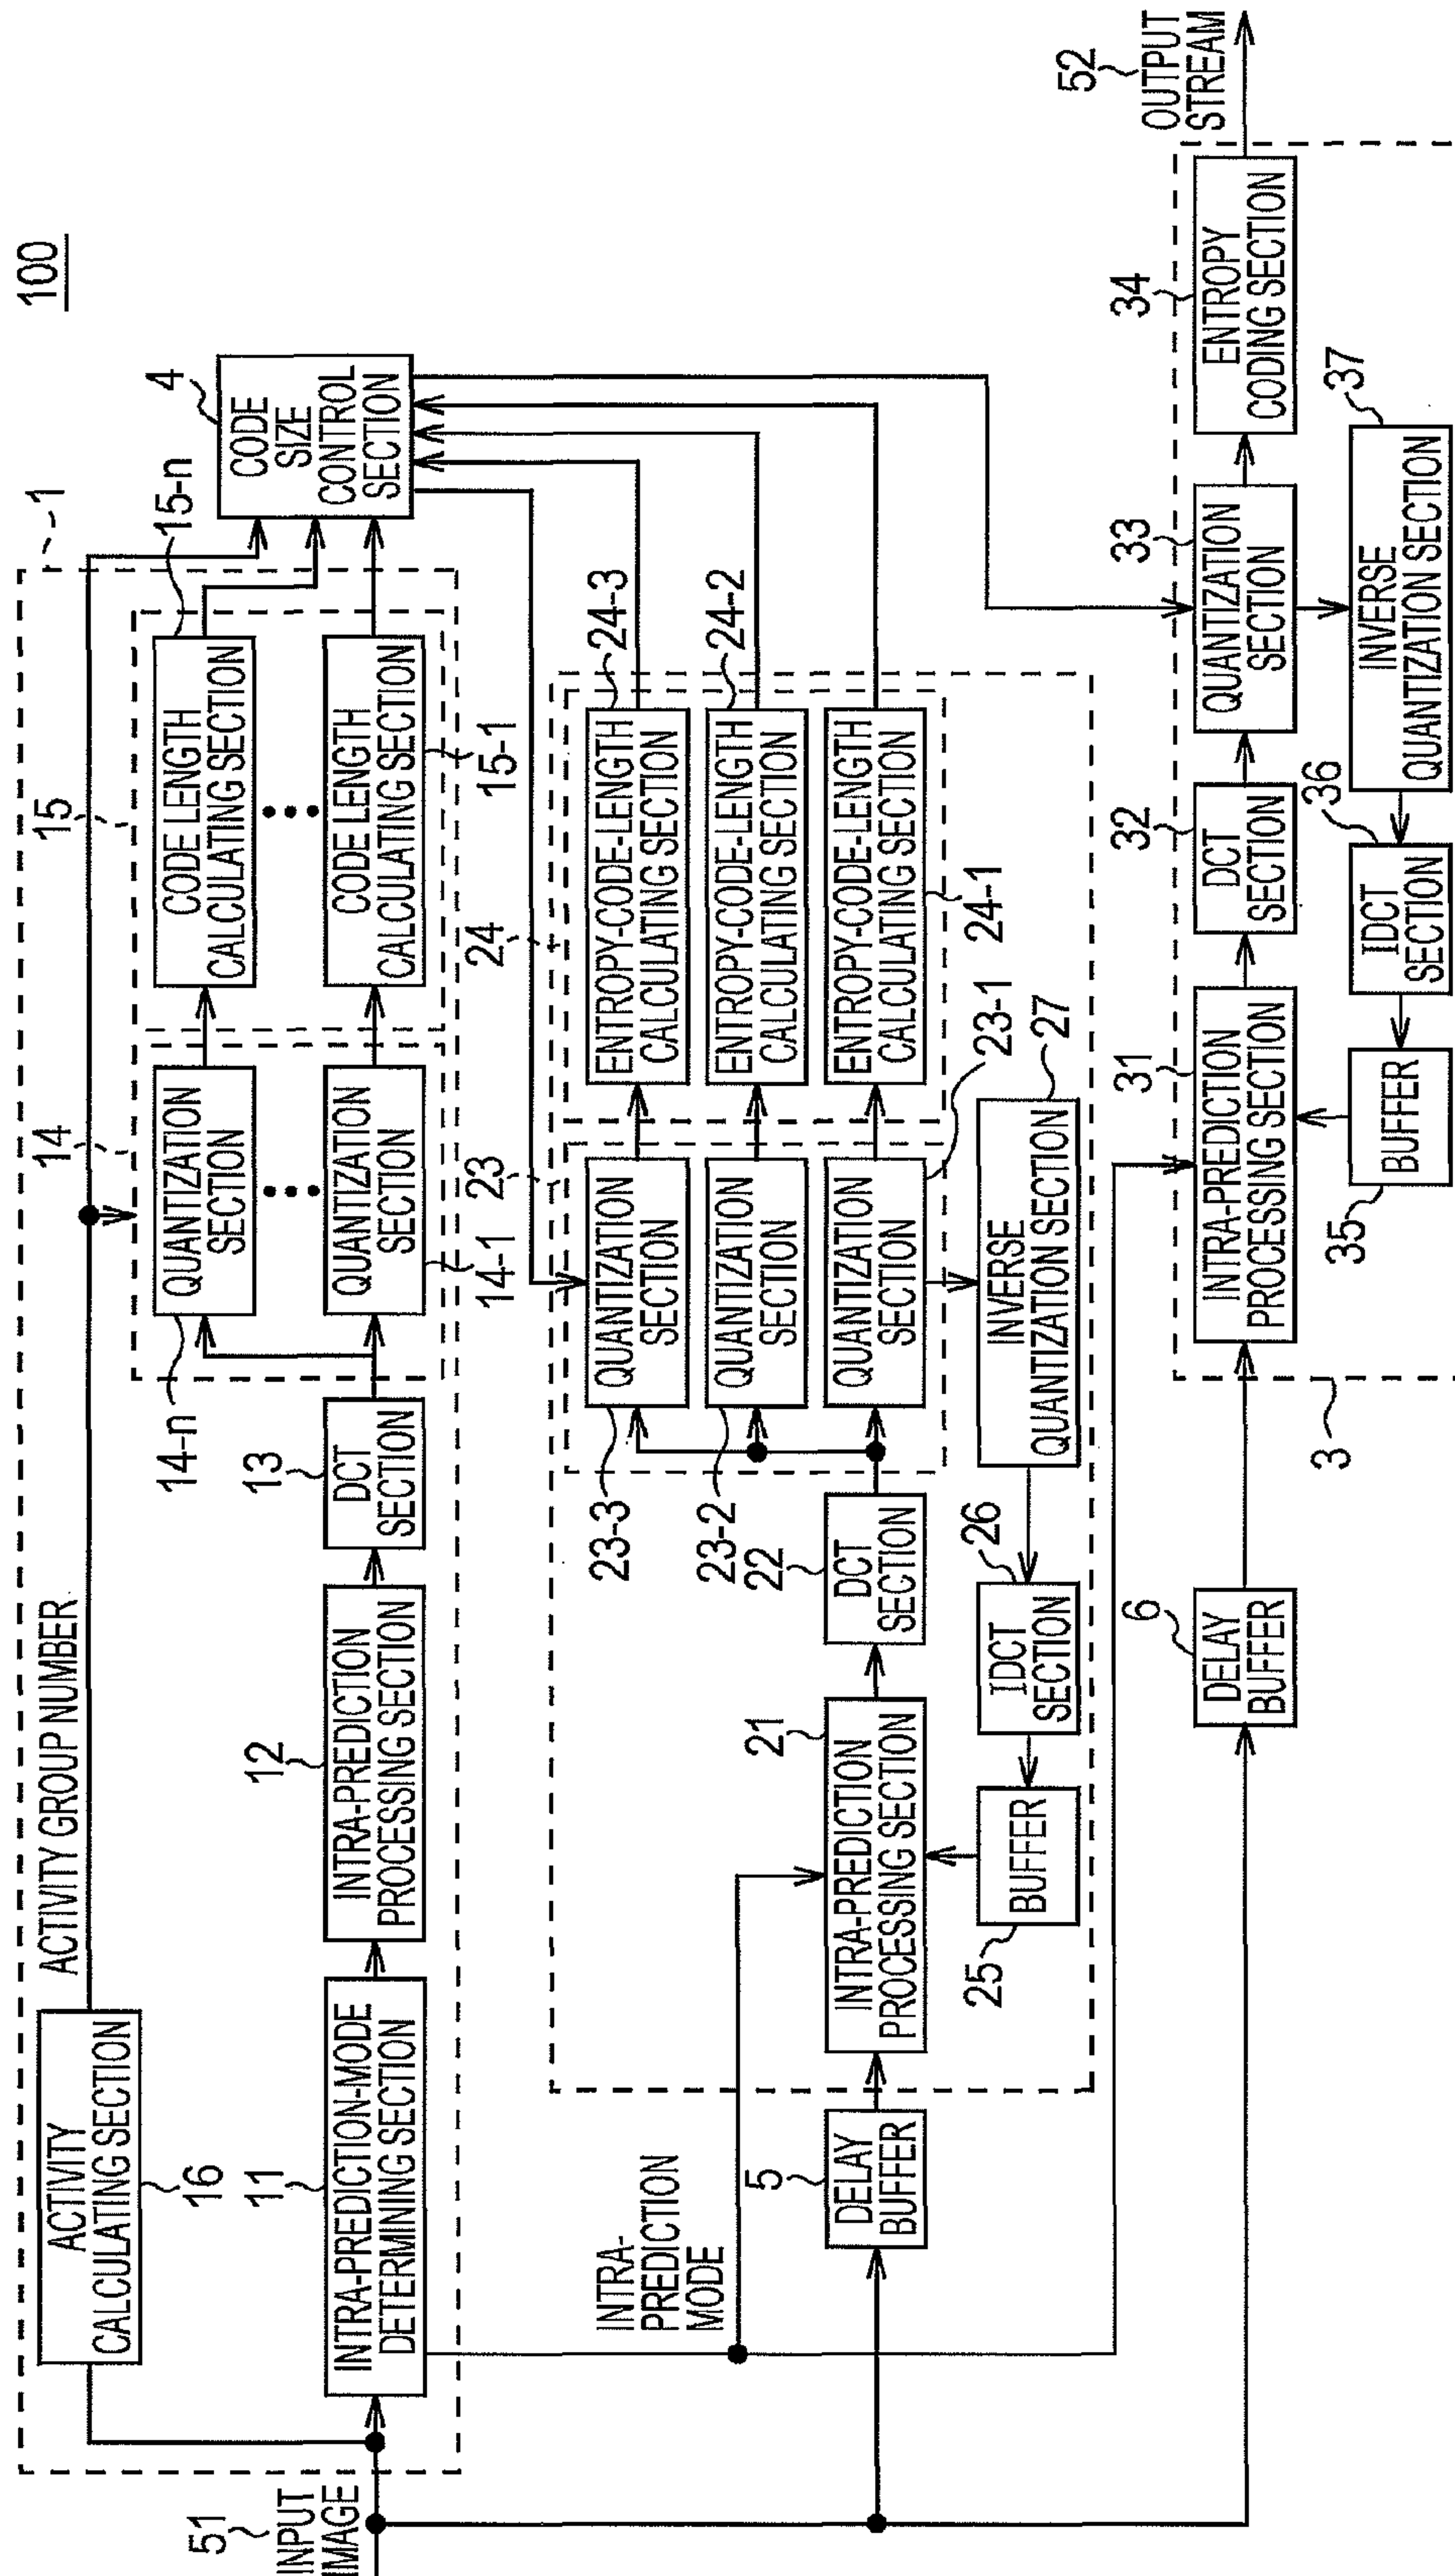 100
51
INPUT
IMAGE
ACTIVITY
CALCULATING SECTION
16
ACTIVITY GROUP NUMBER
1
11
INTRA-PREDICTION-MODE
DETERMINING SECTION
12
INTRA-PREDICTION
PROCESSING SECTION
13
DCT
SECTION
14
14-n
QUANTIZATION
SECTION
QUANTIZATION
SECTION
14-1
15
15-n
CODE LENGTH
CALCULATING SECTION
CODE LENGTH
CALCULATING SECTION
15-1
4
CODE
SIZE
CONTROL
SECTION
INTRA-
PREDICTION
MODE
5
DELAY
BUFFER
21
INTRA-PREDICTION
PROCESSING SECTION
22
DCT
SECTION
23
23-3
QUANTIZATION
SECTION
23-2
QUANTIZATION
SECTION
23-1
QUANTIZATION
SECTION
24
24-3
ENTROPY-CODE-LENGTH
CALCULATING SECTION
24-2
ENTROPY-CODE-LENGTH
CALCULATING SECTION
24-1
ENTROPY-CODE-LENGTH
CALCULATING SECTION
25
BUFFER
26
IDCT
SECTION
27
INVERSE
QUANTIZATION SECTION
6
DELAY
BUFFER
3
31
INTRA-PREDICTION
PROCESSING SECTION
32
DCT
SECTION
33
QUANTIZATION
SECTION
34
ENTROPY
CODING SECTION
52
OUTPUT
STREAM
35
BUFFER
36
IDCT
SECTION
37
INVERSE
QUANTIZATION SECTION